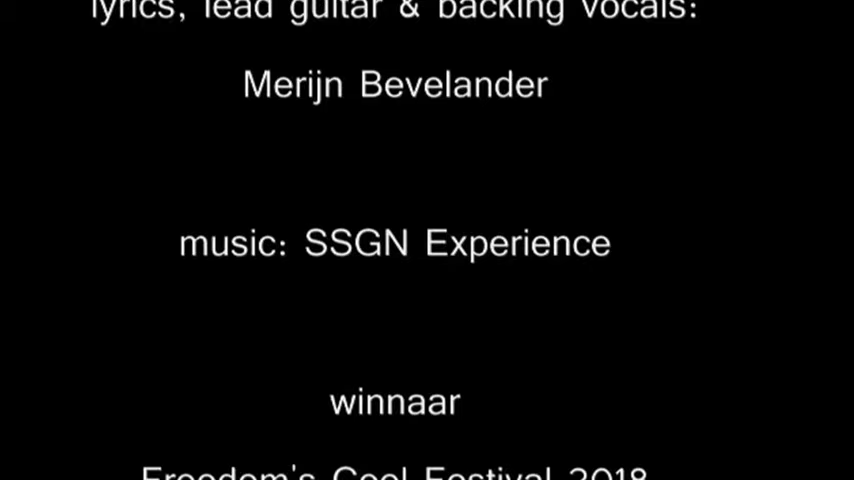 lyrics, lead guitar & backing vocals:
Merijn Bevelander
music: SSGN Experience
winnaar
Freedom's Cool Festival 2018